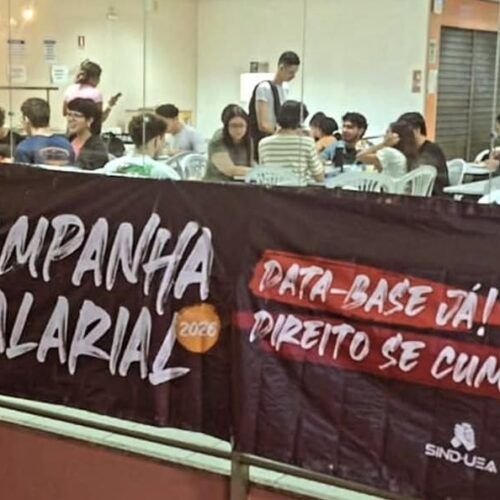 MPANHA
ALARIAL
2026
DATA-BASE JÁ!
DIREITO SE CUM
SIND-UEA